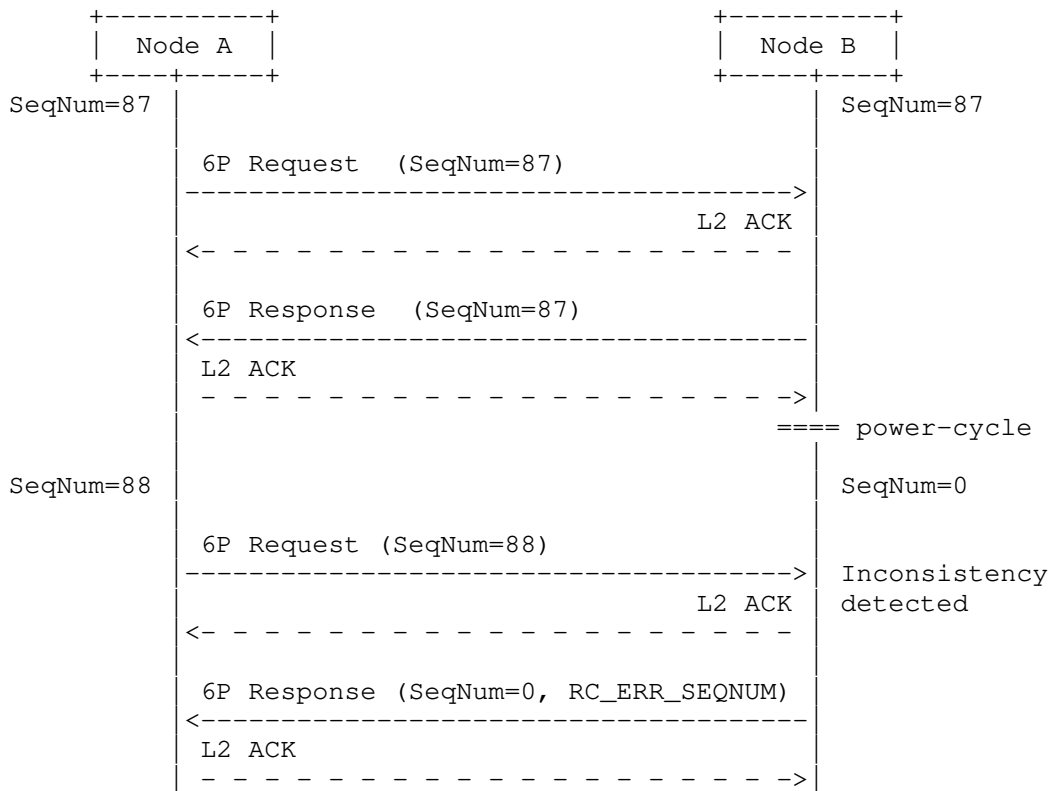 Node A Node B
SeqNum=87 SeqNum=87
6P Request (SeqNum=87)
L2 ACK
6P Response (SeqNum=87)
L2 ACK
==== power-cycle
SeqNum=88 SeqNum=0
6P Request (SeqNum=88)
Inconsistency
L2 ACK detected
6P Response (SeqNum=0, RC_ERR_SEQNUM)
L2 ACK